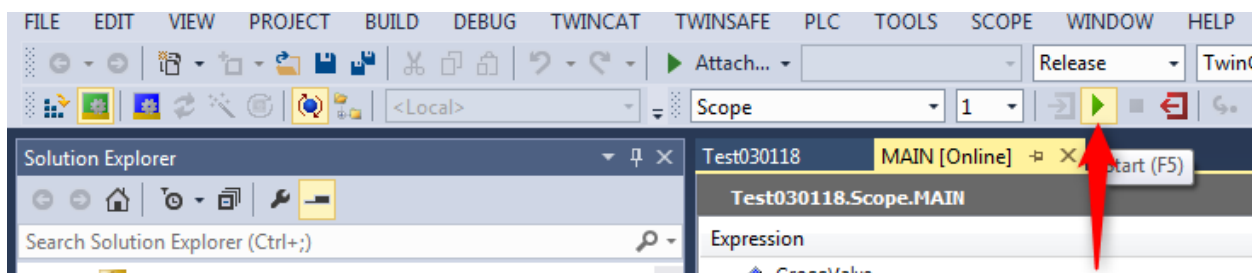 FILE EDIT VIEW PROJECT BUILD DEBUG TWINCAT TWINSAFE PLC TOOLS SCOPE WINDOW HELP
Attach... Release
<Local> Scope 1
Solution Explorer Test030118 MAIN [Online]
tart (F5)
Test030118.Scope.MAIN
Search Solution Explorer (Ctrl+;) Expression